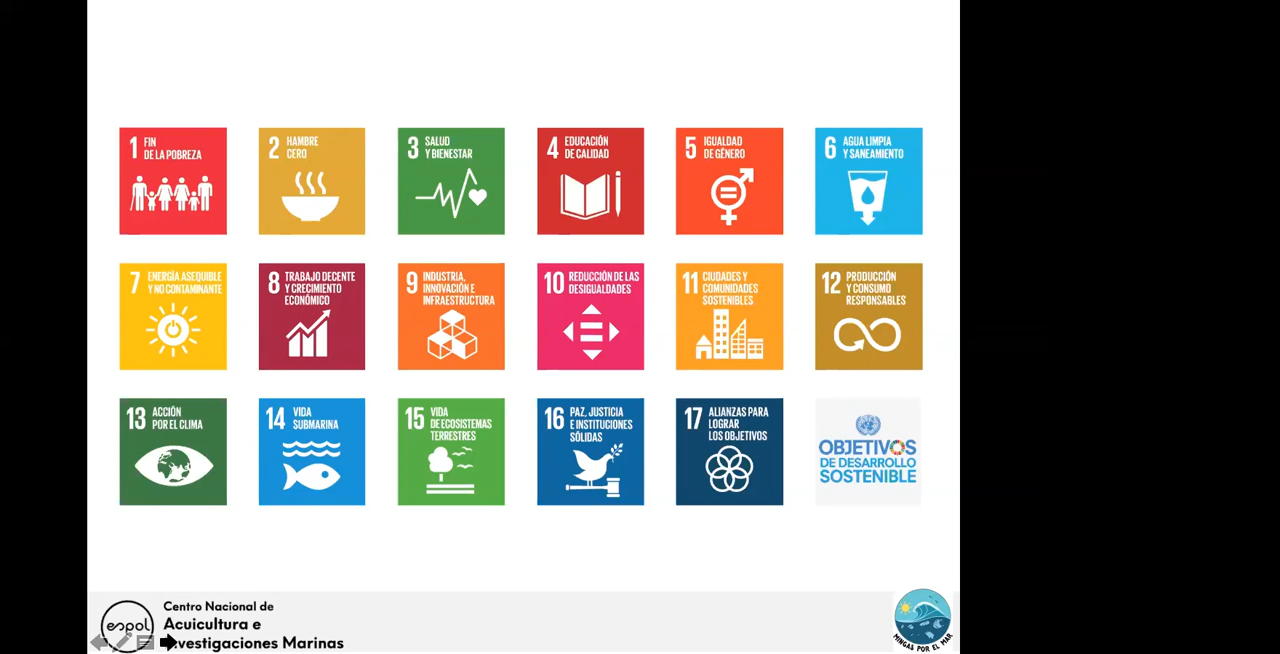 1 FIN
DE LA POBREZA
2 HAMBRE
CERO
3 SALUD
Y BIENESTAR
4 EDUCACIÓN
DE CALIDAD
5 IGUALDAD
DE GÉNERO
6 AGUA LIMPIA
Y SANEAMIENTO
7 ENERGÍA ASEQUIBLE
Y NO CONTAMINANTE
8 TRABAJO DECENTE
Y CRECIMIENTO
ECONÓMICO
9 INDUSTRIA,
INNOVACIÓN E
INFRAESTRUCTURA
10 REDUCCIÓN DE LAS
DESIGUALDADES
11 CIUDADES Y
COMUNIDADES
SOSTENIBLES
12 PRODUCCIÓN
Y CONSUMO
RESPONSABLES
13 ACCIÓN
POR EL CLIMA
14 VIDA
SUBMARINA
15 VIDA
DE ECOSISTEMAS
TERRESTRES
16 PAZ, JUSTICIA
E INSTITUCIONES
SÓLIDAS
17 ALIANZAS PARA
LOGRAR
LOS OBJETIVOS
OBJETIVOS
DE DESARROLLO
SOSTENIBLE
espol
Centro Nacional de
Acuicultura e
Investigaciones Marinas
MINGAS POR EL MAR